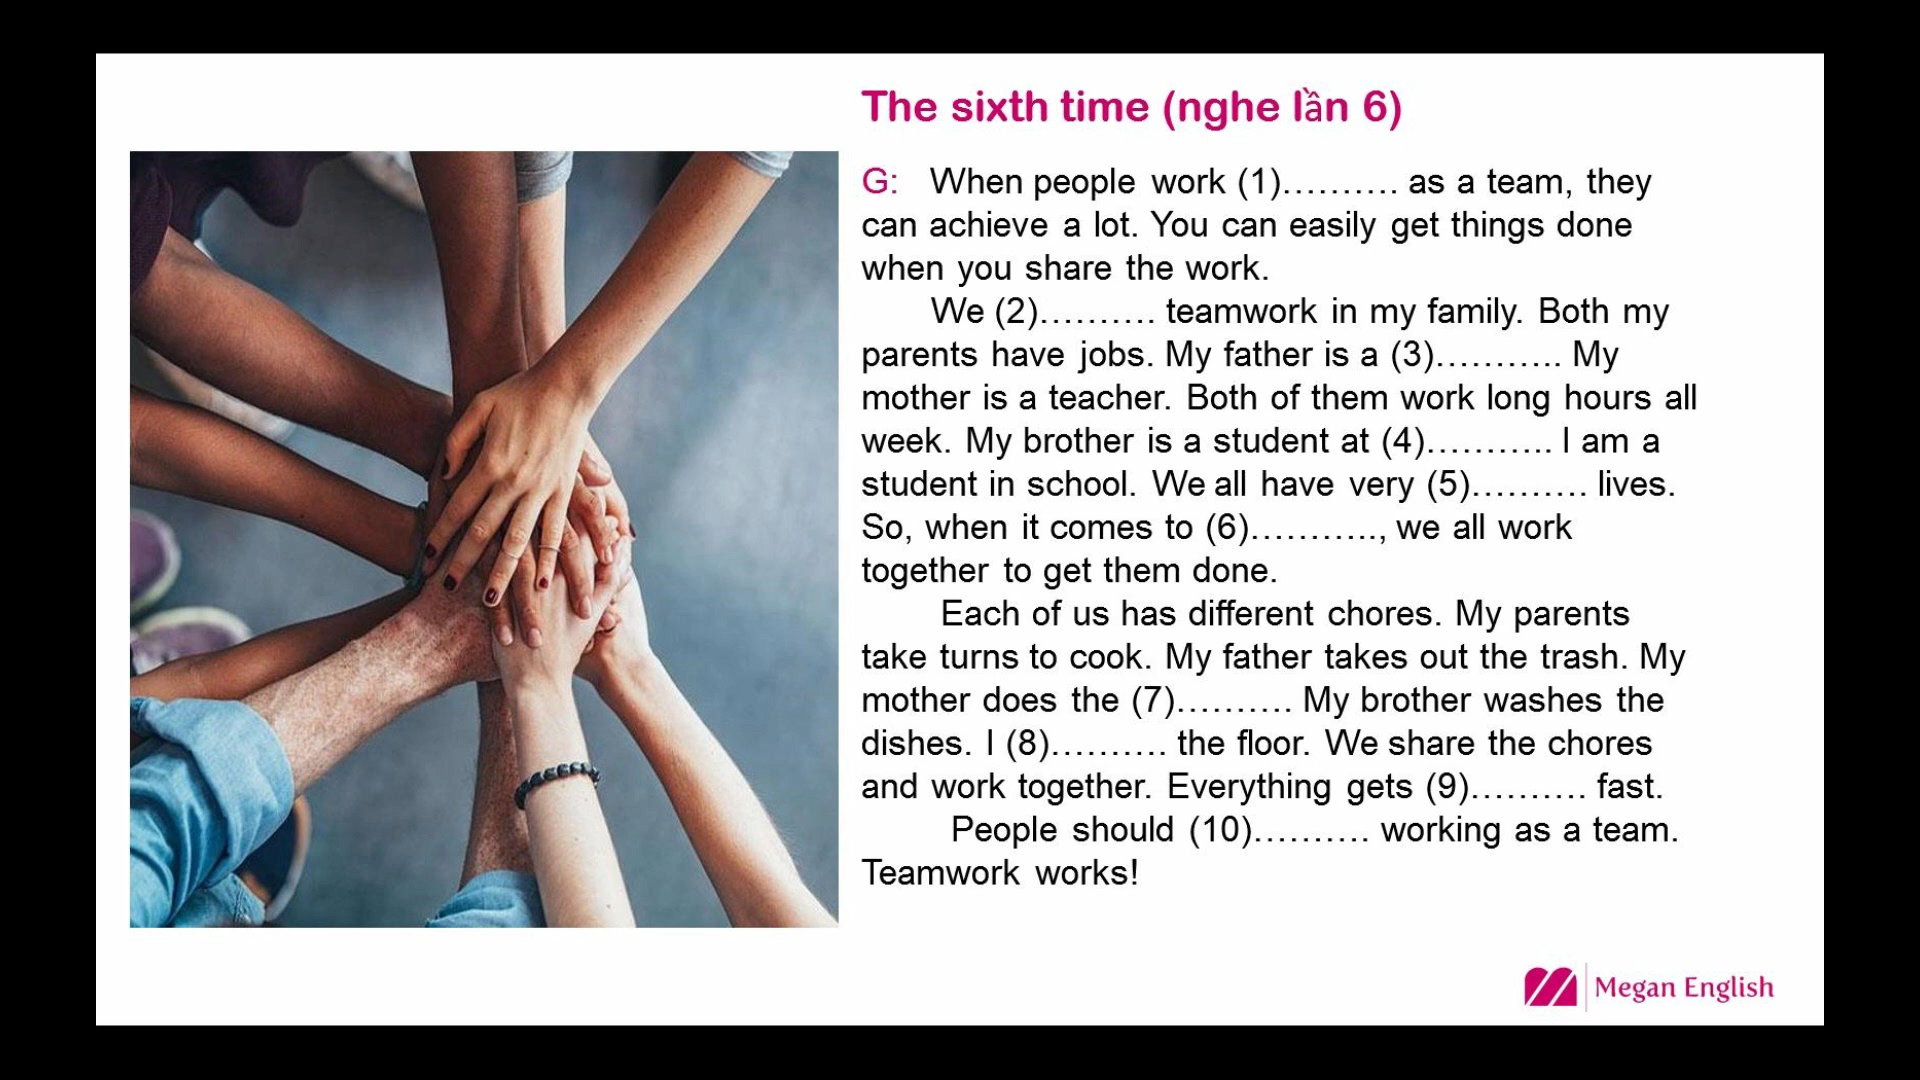 The sixth time (nghe lần 6)
G: When people work (1)………. as a team, they
can achieve a lot. You can easily get things done
when you share the work.
We (2)………. teamwork in my family. Both my
parents have jobs. My father is a (3)……….. My
mother is a teacher. Both of them work long hours all
week. My brother is a student at (4)……….. I am a
student in school. We all have very (5)………. lives.
So, when it comes to (6)……….., we all work
together to get them done.
Each of us has different chores. My parents
take turns to cook. My father takes out the trash. My
mother does the (7)………. My brother washes the
dishes. I (8)………. the floor. We share the chores
and work together. Everything gets (9)………. fast.
People should (10)………. working as a team.
Teamwork works!
Megan English